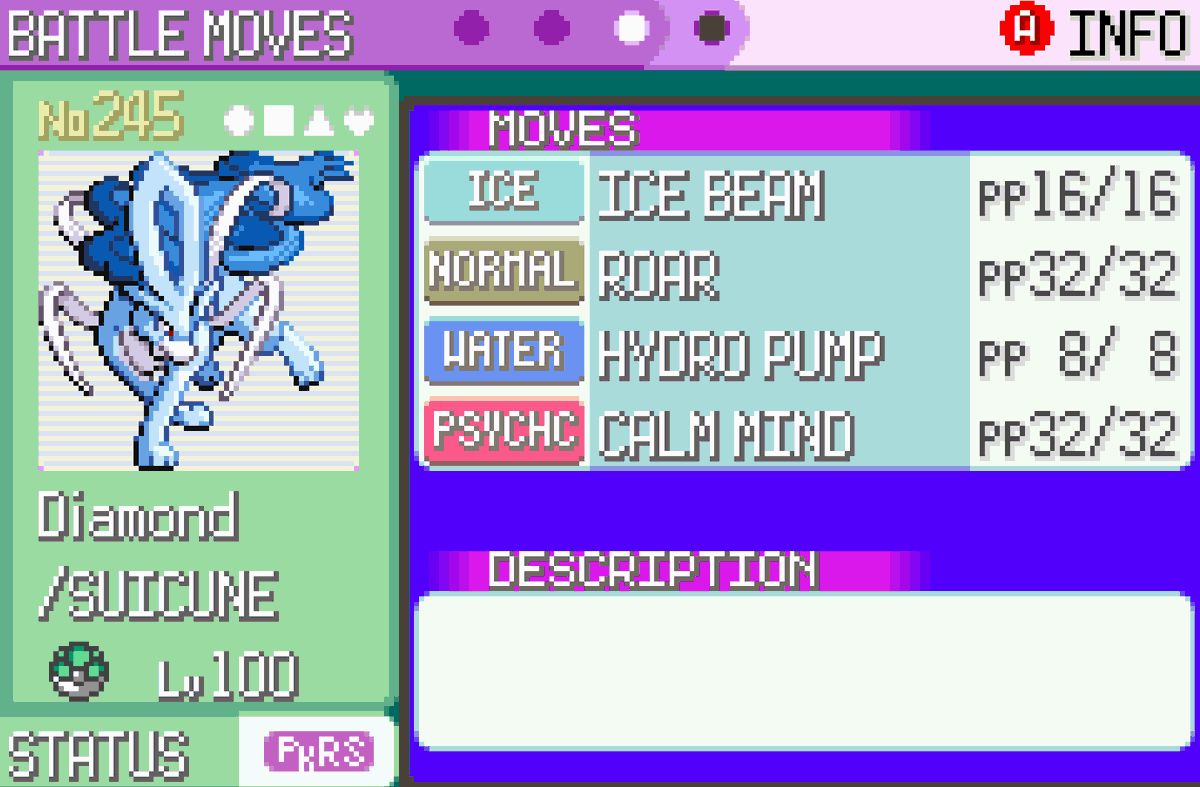 BATTLE MOVES
A INFO
No245
MOVES
ICE ICE BEAM PP16/16
NORMAL ROAR PP32/32
WATER HYDRO PUMP PP 8/ 8
PSYCHC CALM MIND PP32/32
Diamond
/SUICUNE
Lv100
DESCRIPTION
STATUS PKRS